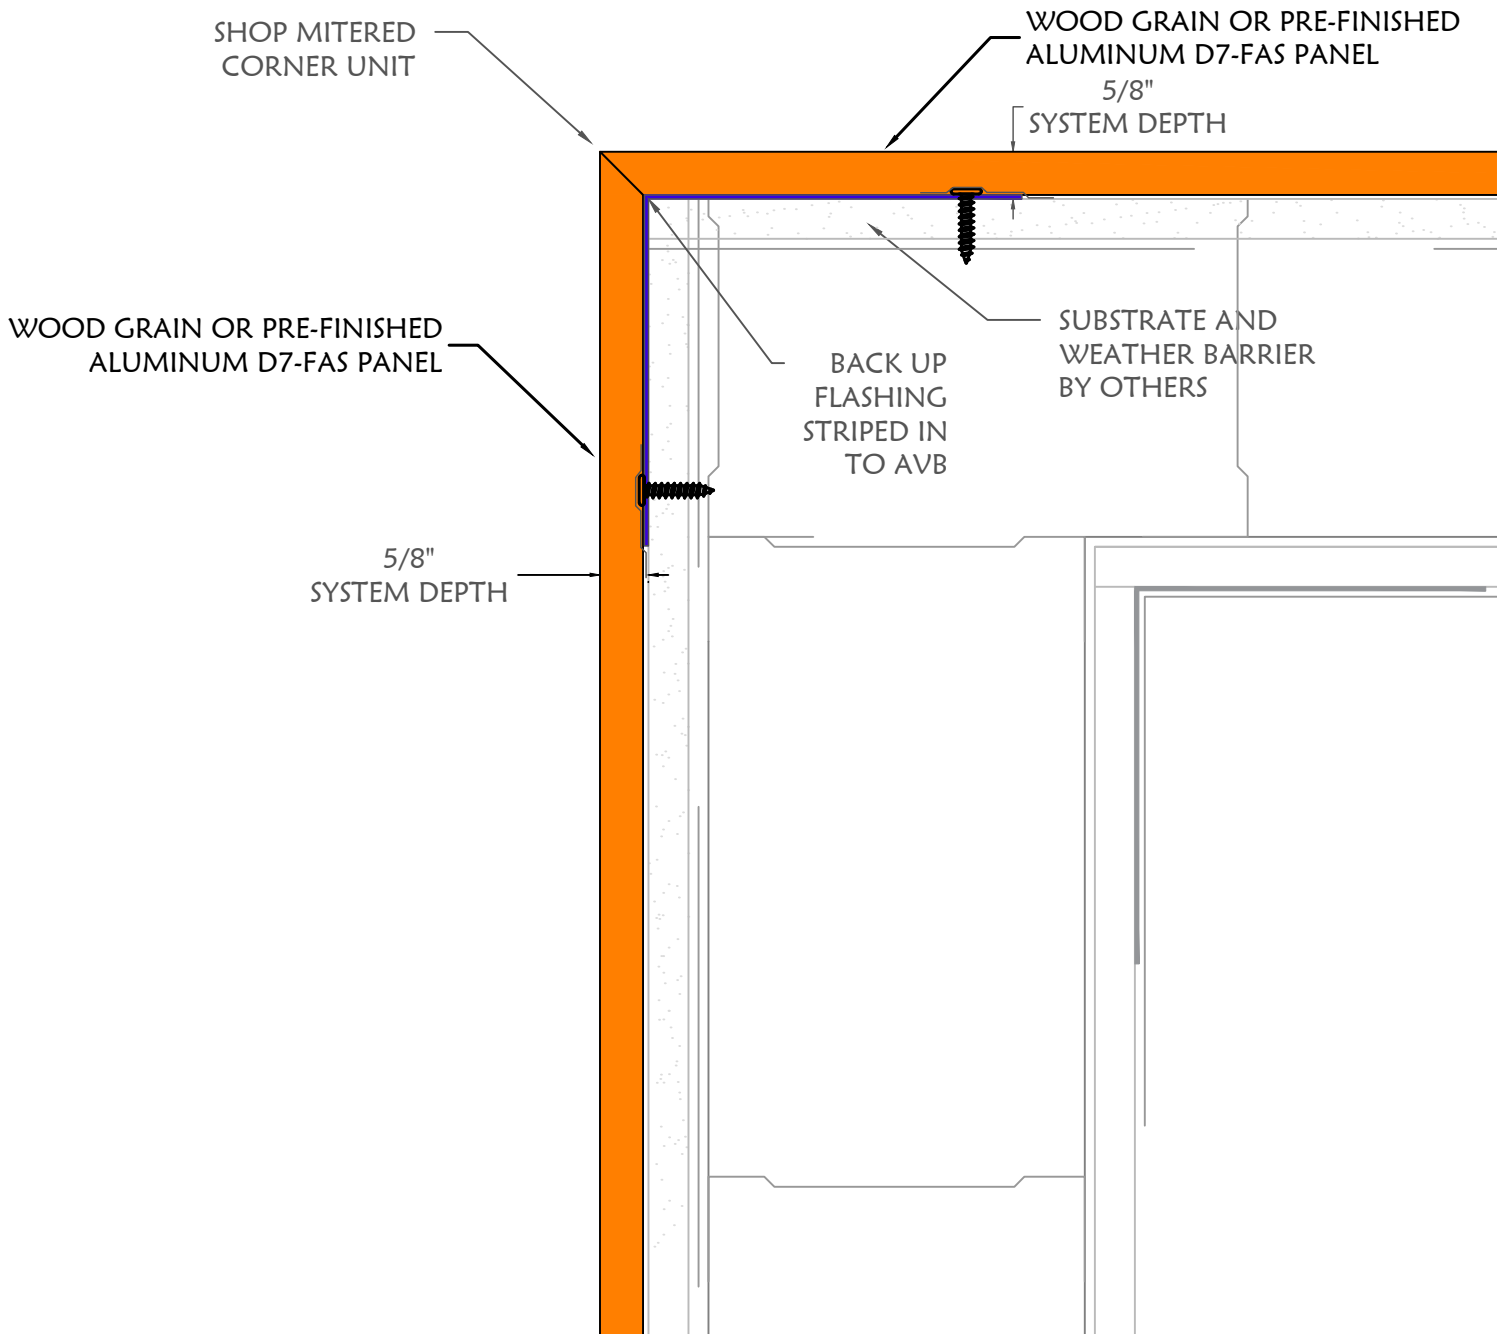 SHOP MITERED
CORNER UNIT
WOOD GRAIN OR PRE-FINISHED
ALUMINUM D7-FAS PANEL
5/8"
SYSTEM DEPTH
WOOD GRAIN OR PRE-FINISHED
ALUMINUM D7-FAS PANEL
SUBSTRATE AND
WEATHER BARRIER
BY OTHERS
BACK UP
FLASHING
STRIPED IN
TO AVB
5/8"
SYSTEM DEPTH